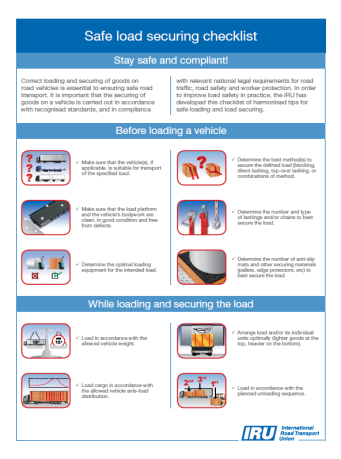 Safe load securing checklist
Stay safe and compliant!
Correct loading and securing of goods on
road vehicles is essential to ensuring safe road
transport. It is important that the securing of
goods on a vehicle is carried out in accordance
with recognised standards, and in compliance
with relevant national legal requirements for road
traffic, road safety and worker protection. In order
to improve load safety in practice, the IRU has
developed this checklist of harmonised tips for
safe loading and load securing.
Before loading a vehicle
? ? ?
✓ Make sure that the vehicle(s), if
applicable, is suitable for transport
of the specified load.
✓ Make sure that the load platform
and the vehicle's bodywork are
clean, in good condition and free
from defects.
✓ Determine the optimal loading
equipment for the intended load.
?
✓ Determine the best method(s) to
secure the defined load (blocking,
direct lashing, top-over lashing, or
combinations of method.
✓ Determine the number and type
of lashings and/or chains to best
secure the load.
✓ Determine the number of anti-slip
mats and other securing materials
(pallets, edge protectors, etc) to
best secure the load.
While loading and securing the load
✓ Load in accordance with the
allowed vehicle weight.
✓ Load cargo in accordance with
the allowed vehicle axle-load
distribution.
✓ Arrange load and/or its individual
units optimally (lighter goods at the
top, heavier on the bottom).
2nd 3rd 1st
✓ Load in accordance with the
planned unloading sequence.
IRU International
Road Transport
Union